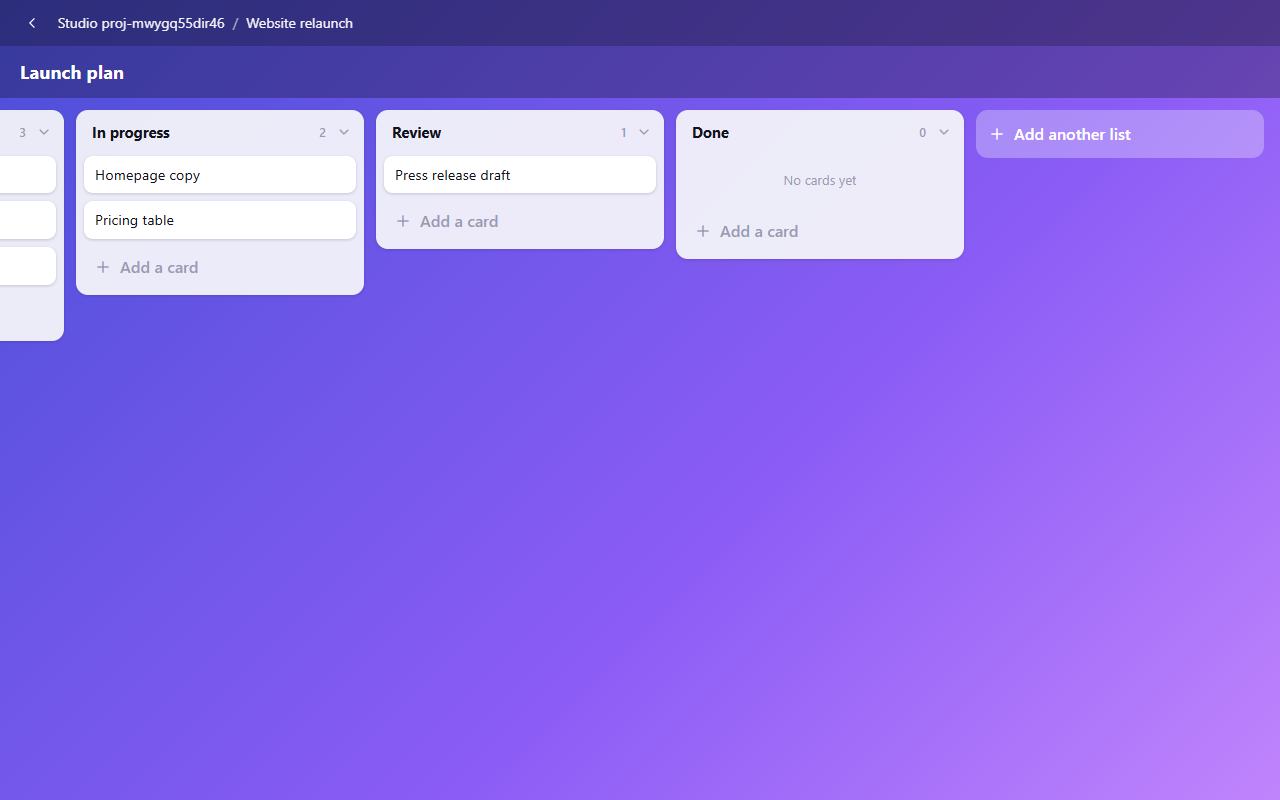 Studio proj-mwygq55dir46 / Website relaunch
Launch plan
3
In progress 2
Homepage copy
Pricing table
Add a card
Review 1
Press release draft
Add a card
Done 0
No cards yet
Add a card
Add another list